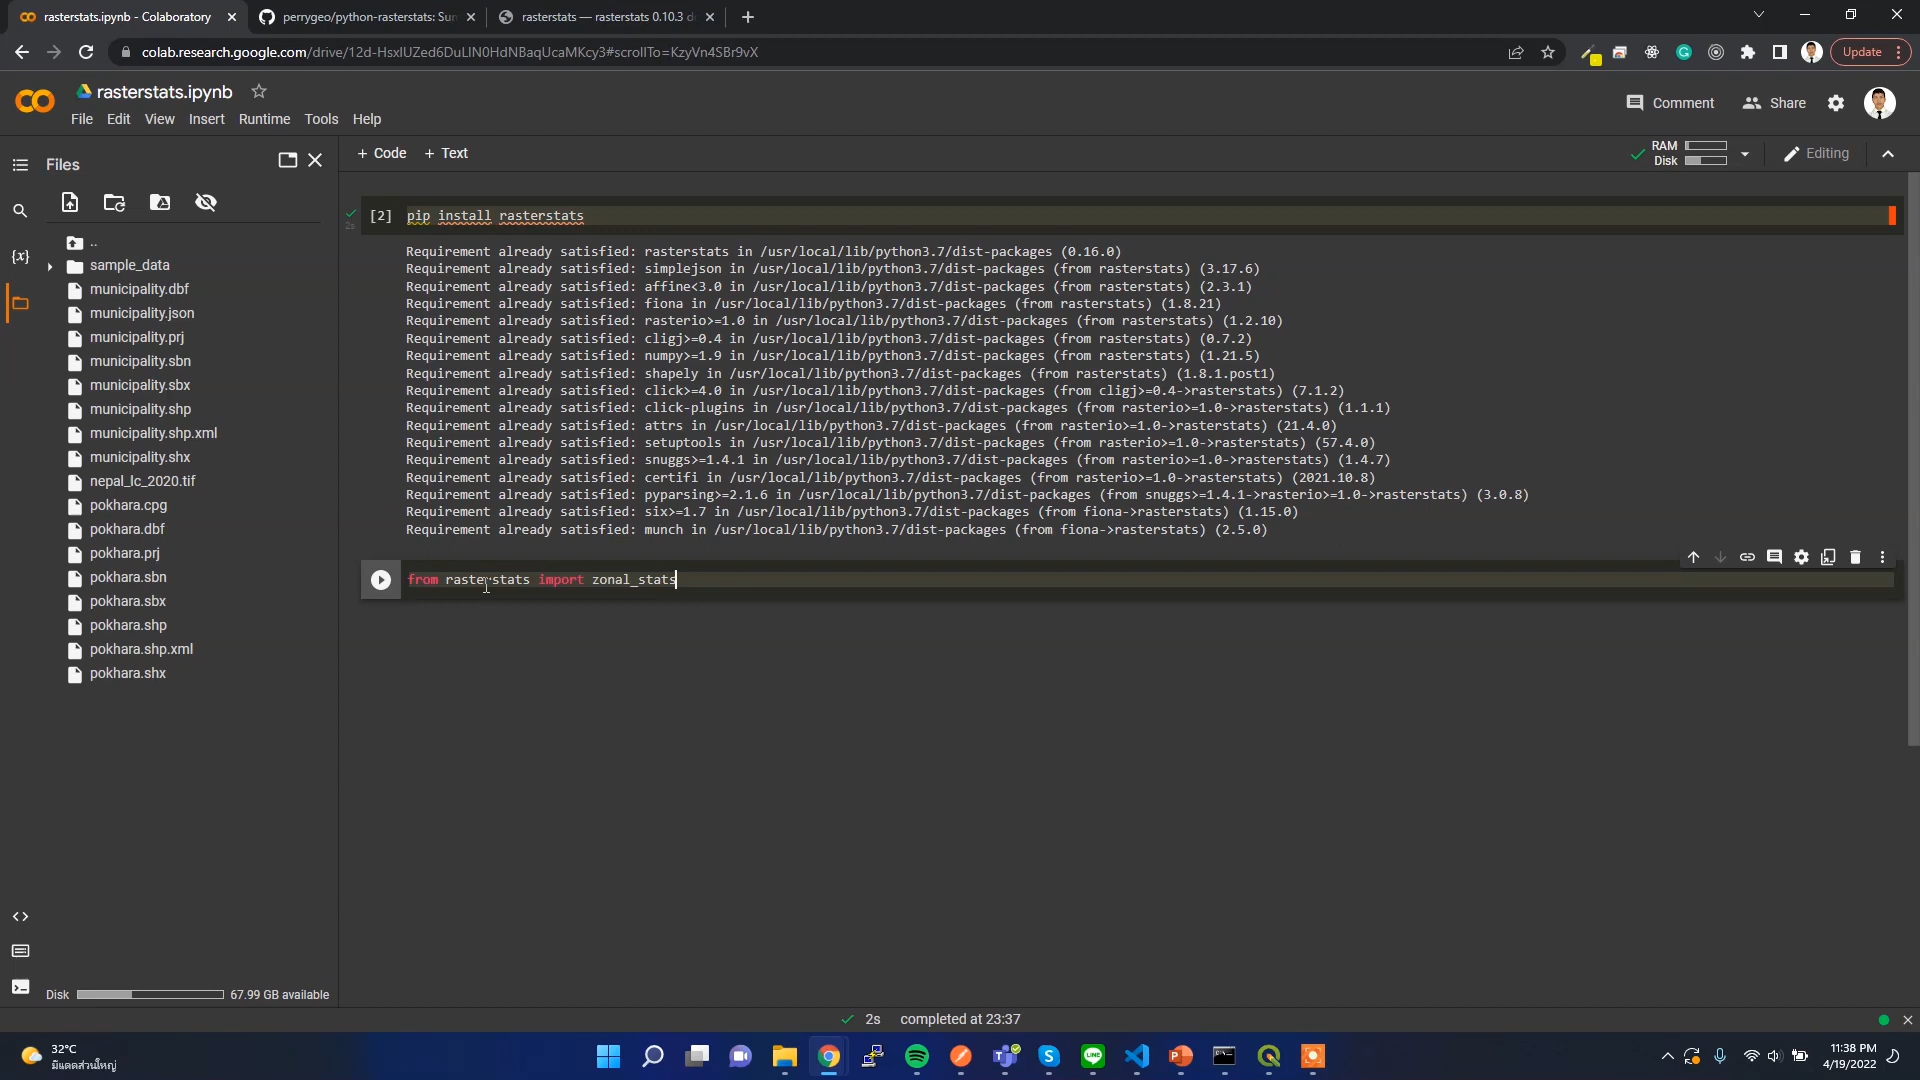 rasterstats.ipynb - Colaboratory
perrygeo/python-rasterstats: Sun
rasterstats — rasterstats 0.10.3 d
colab.research.google.com/drive/12d-HsxlUZed6DuLlN0HdNBaqUcaMKcy3#scrollTo=KzyVn4SBr9vX
Update
rasterstats.ipynb
Comment
Share
File Edit View Insert Runtime Tools Help
Files
+ Code + Text
RAM
Disk
Editing
..
sample_data
municipality.dbf
municipality.json
municipality.prj
municipality.sbn
municipality.sbx
municipality.shp
municipality.shp.xml
municipality.shx
nepal_lc_2020.tif
pokhara.cpg
pokhara.dbf
pokhara.prj
pokhara.sbn
pokhara.sbx
pokhara.shp
pokhara.shp.xml
pokhara.shx
Disk 67.99 GB available
[2] pip install rasterstats
2s
Requirement already satisfied: rasterstats in /usr/local/lib/python3.7/dist-packages (0.16.0)
Requirement already satisfied: simplejson in /usr/local/lib/python3.7/dist-packages (from rasterstats) (3.17.6)
Requirement already satisfied: affine<3.0 in /usr/local/lib/python3.7/dist-packages (from rasterstats) (2.3.1)
Requirement already satisfied: fiona in /usr/local/lib/python3.7/dist-packages (from rasterstats) (1.8.21)
Requirement already satisfied: rasterio>=1.0 in /usr/local/lib/python3.7/dist-packages (from rasterstats) (1.2.10)
Requirement already satisfied: cligj>=0.4 in /usr/local/lib/python3.7/dist-packages (from rasterstats) (0.7.2)
Requirement already satisfied: numpy>=1.9 in /usr/local/lib/python3.7/dist-packages (from rasterstats) (1.21.5)
Requirement already satisfied: shapely in /usr/local/lib/python3.7/dist-packages (from rasterstats) (1.8.1.post1)
Requirement already satisfied: click>=4.0 in /usr/local/lib/python3.7/dist-packages (from cligj>=0.4->rasterstats) (7.1.2)
Requirement already satisfied: click-plugins in /usr/local/lib/python3.7/dist-packages (from rasterio>=1.0->rasterstats) (1.1.1)
Requirement already satisfied: attrs in /usr/local/lib/python3.7/dist-packages (from rasterio>=1.0->rasterstats) (21.4.0)
Requirement already satisfied: setuptools in /usr/local/lib/python3.7/dist-packages (from rasterio>=1.0->rasterstats) (57.4.0)
Requirement already satisfied: snuggs>=1.4.1 in /usr/local/lib/python3.7/dist-packages (from rasterio>=1.0->rasterstats) (1.4.7)
Requirement already satisfied: certifi in /usr/local/lib/python3.7/dist-packages (from rasterio>=1.0->rasterstats) (2021.10.8)
Requirement already satisfied: pyparsing>=2.1.6 in /usr/local/lib/python3.7/dist-packages (from snuggs>=1.4.1->rasterio>=1.0->rasterstats) (3.0.8)
Requirement already satisfied: six>=1.7 in /usr/local/lib/python3.7/dist-packages (from fiona->rasterstats) (1.15.0)
Requirement already satisfied: munch in /usr/local/lib/python3.7/dist-packages (from fiona->rasterstats) (2.5.0)
from rasterstats import zonal_stats
2s completed at 23:37
32°C
มีแดดส่วนใหญ่
11:38 PM
4/19/2022